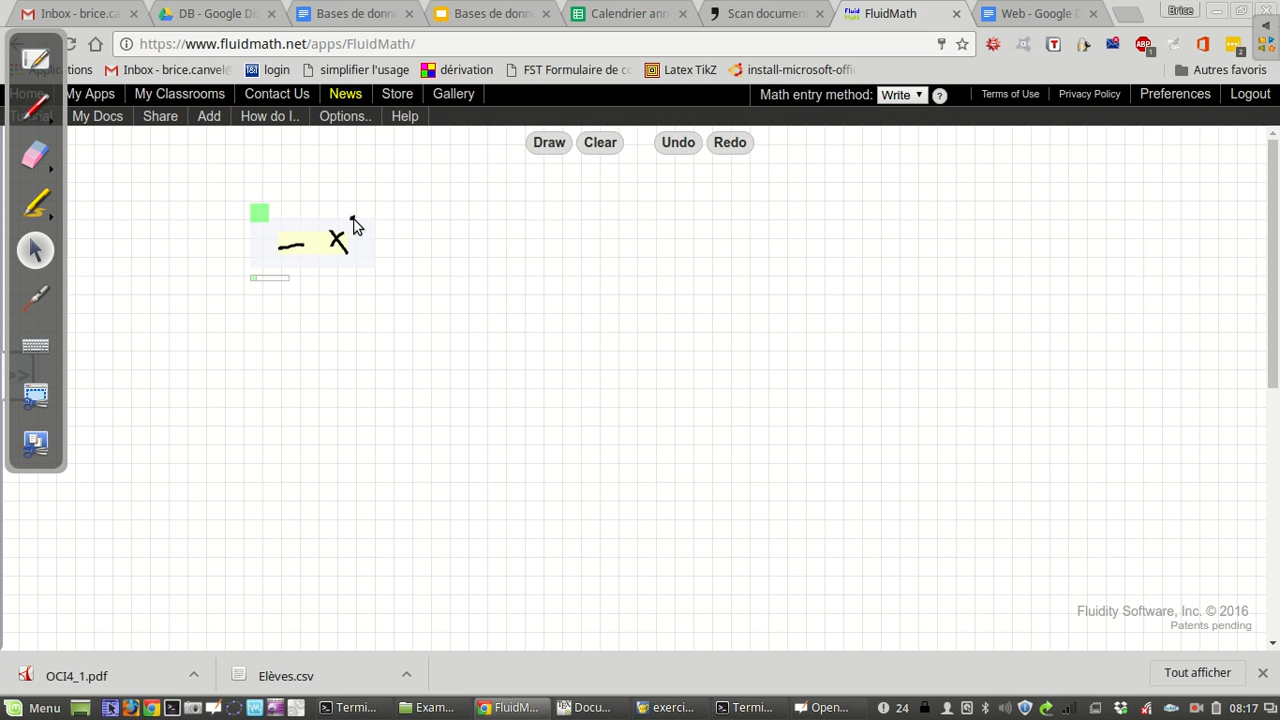 Inbox - brice.ca
DB - Google Di
Bases de donn
Bases de donn
Calendrier ann
Scan documen
FluidMath
Web - Google D
Brice
https://www.fluidmath.net/apps/FluidMath/
Applications
Inbox - brice.canvel@
login
simplifier l'usage
dérivation
FST Formulaire de co
Latex TikZ
install-microsoft-offi
Autres favoris
Home
My Apps
My Classrooms
Contact Us
News
Store
Gallery
Math entry method: Write ?
Terms of Use
Privacy Policy
Preferences
Logout
Tutorial
My Docs
Share
Add
How do I..
Options..
Help
Draw
Clear
Undo
Redo
− x
>>
Fluidity Software, Inc. © 2016
Patents pending
OCI4_1.pdf
Elèves.csv
Tout afficher
Menu
Termi...
Exam...
FluidM...
Docu...
exerci...
Termi...
Open...
24
08:17